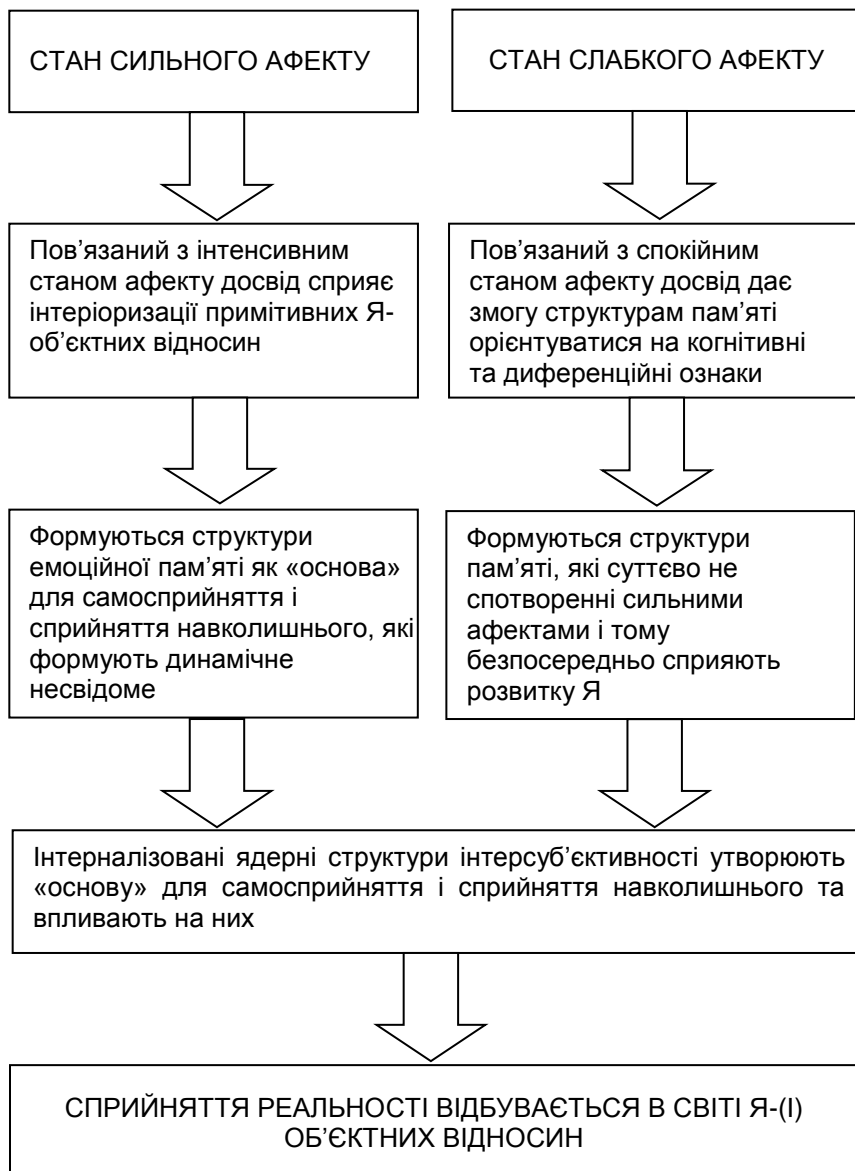 СТАН СИЛЬНОГО АФЕКТУ
СТАН СЛАБКОГО АФЕКТУ
Пов’язаний з інтенсивним
станом афекту досвід сприяє
інтеріоризації примітивних Я-
об’єктних відносин
Пов’язаний з спокійним
станом афекту досвід дає
змогу структурам пам’яті
орієнтуватися на когнітивні
та диференційні ознаки
Формуються структури
емоційної пам’яті як «основа»
для самосприйняття і
сприйняття навколишнього, які
формують динамічне
несвідоме
Формуються структури
пам’яті, які суттєво не
спотворенні сильними
афектами і тому
безпосередньо сприяють
розвитку Я
Інтерналізовані ядерні структури інтерсуб’єктивності утворюють
«основу» для самосприйняття і сприйняття навколишнього та
впливають на них
СПРИЙНЯТТЯ РЕАЛЬНОСТІ ВІДБУВАЄТЬСЯ В СВІТІ Я-(І)
ОБ’ЄКТНИХ ВІДНОСИН